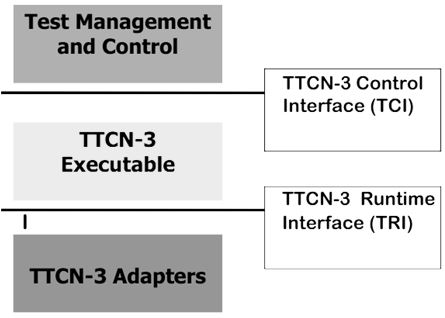 Test Management
and Control
TTCN-3 Control
Interface (TCI)
TTCN-3
Executable
TTCN-3 Runtime
Interface (TRI)
TTCN-3 Adapters